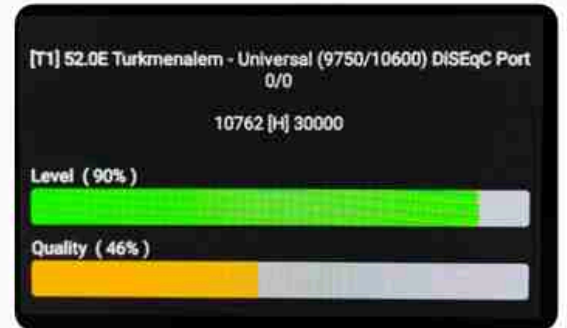 [T1] 52.0E Turkmenalem - Universal (9750/10600) DiSEqC Port
0/0
10762 [H] 30000
Level ( 90% )
Quality ( 46% )